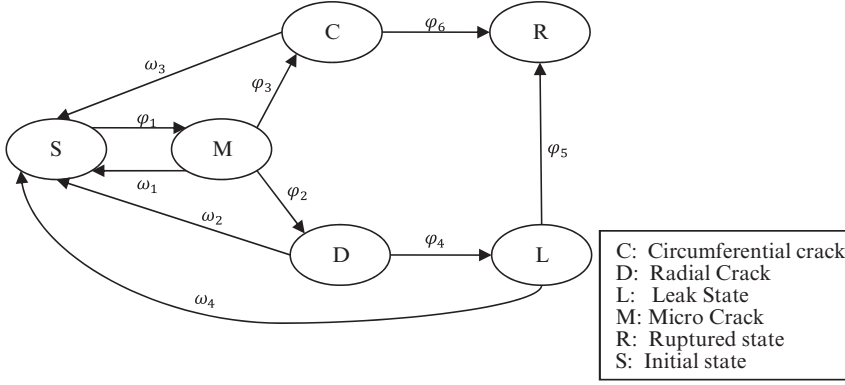 C
φ₆
R
ω₃
φ₃
φ₁
S
M
φ₅
ω₁
φ₂
ω₂
D
φ₄
L
ω₄
C: Circumferential crack
D: Radial Crack
L: Leak State
M: Micro Crack
R: Ruptured state
S: Initial state